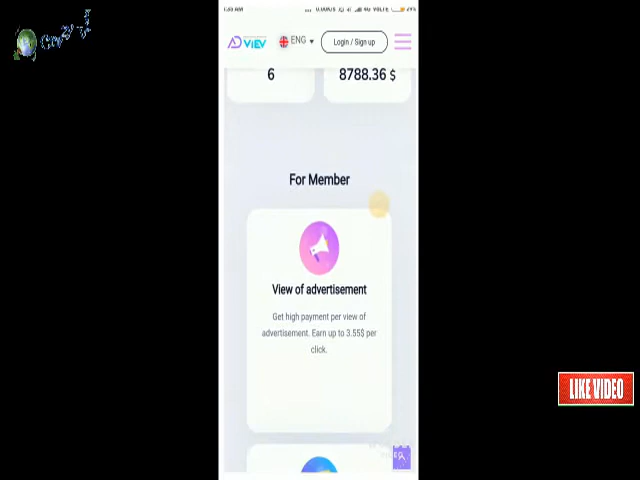 ADVIEV
ENG
Login / Sign up
6
8788.36 $
For Member
View of advertisement
Get high payment per view of
advertisement. Earn up to 3.55$ per
click.
LIKE VIDEO